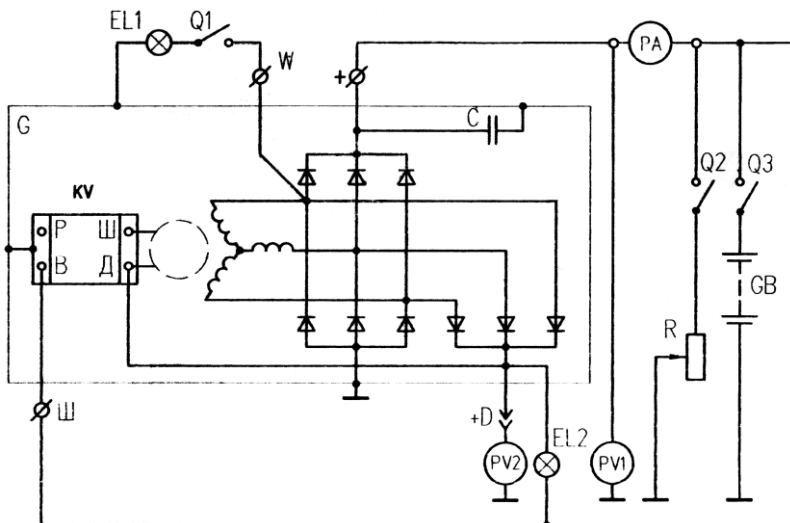 EL1
Q1
W
+
PA
G
C
KV
Q2
Q3
Р
Ш
В
Д
GB
R
Ш
+D
EL2
PV2
PV1